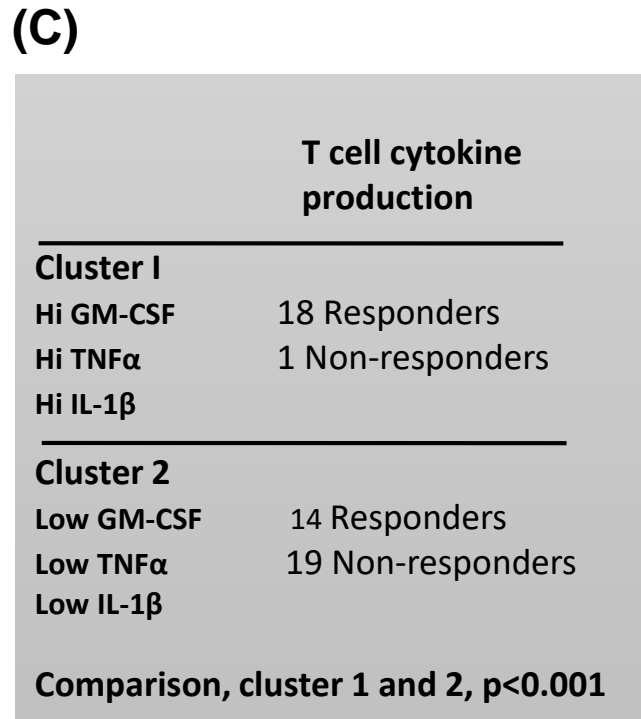 (C)
T cell cytokine
production
Cluster I
Hi GM-CSF 18 Responders
Hi TNFα 1 Non-responders
Hi IL-1β
Cluster 2
Low GM-CSF 14 Responders
Low TNFα 19 Non-responders
Low IL-1β
Comparison, cluster 1 and 2, p<0.001